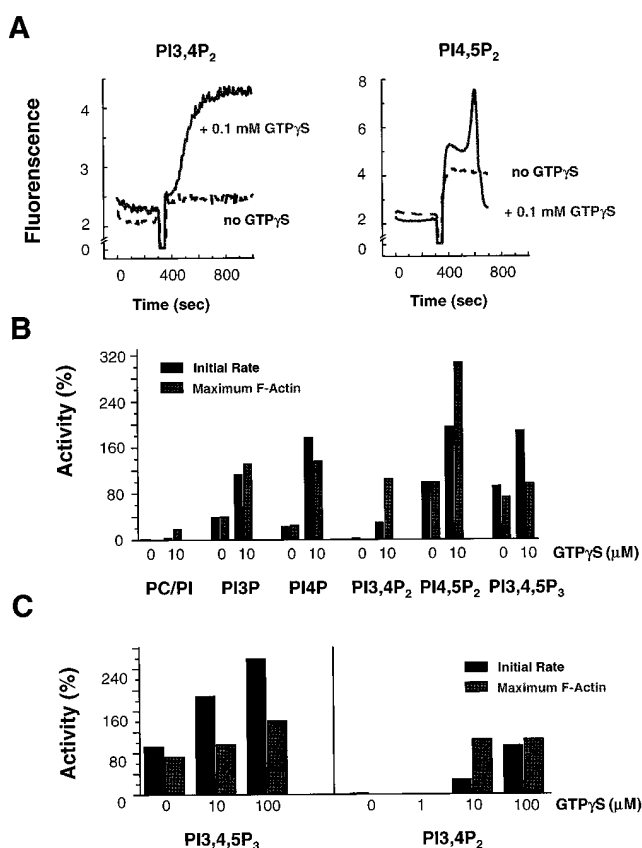 A
PI3,4P2
PI4,5P2
Fluorenscence
4
3
2
0
+ 0.1 mM GTPγS
no GTPγS
0 400 800
Time (sec)
8
6
4
2
0
no GTPγS
+ 0.1 mM GTPγS
0 400 800
Time (sec)
B
Activity (%)
320
160
80
0
Initial Rate
Maximum F-Actin
0 10 0 10 0 10 0 10 0 10 0 10 GTPγS (μM)
PC/PI PI3P PI4P PI3,4P2 PI4,5P2 PI3,4,5P3
C
Activity (%)
240
160
80
0
Initial Rate
Maximum F-Actin
0 10 100 0 1 10 100 GTPγS (μM)
PI3,4,5P3 PI3,4P2